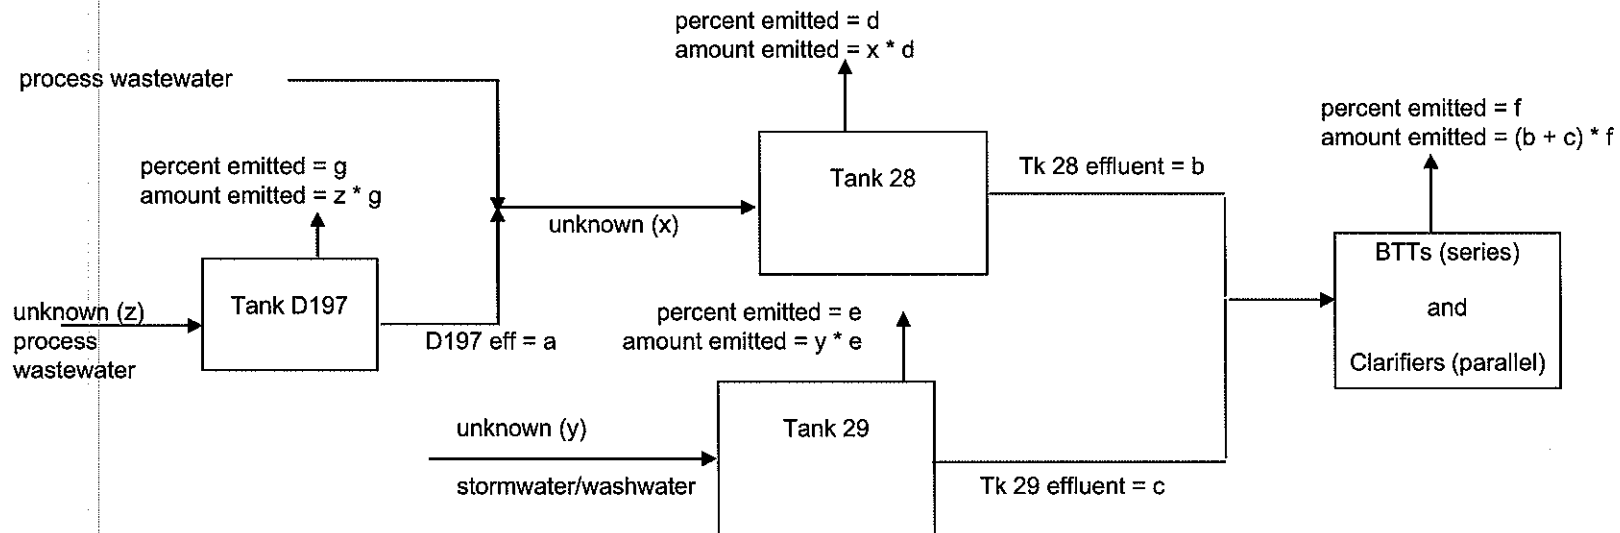 percent emitted = d
amount emitted = x * d
process wastewater
percent emitted = f
amount emitted = (b + c) * f
percent emitted = g
amount emitted = z * g
Tank 28
Tk 28 effluent = b
unknown (x)
BTTs (series)
and
Clarifiers (parallel)
unknown (z)
process
wastewater
Tank D197
D197 eff = a
percent emitted = e
amount emitted = y * e
unknown (y)
stormwater/washwater
Tank 29
Tk 29 effluent = c